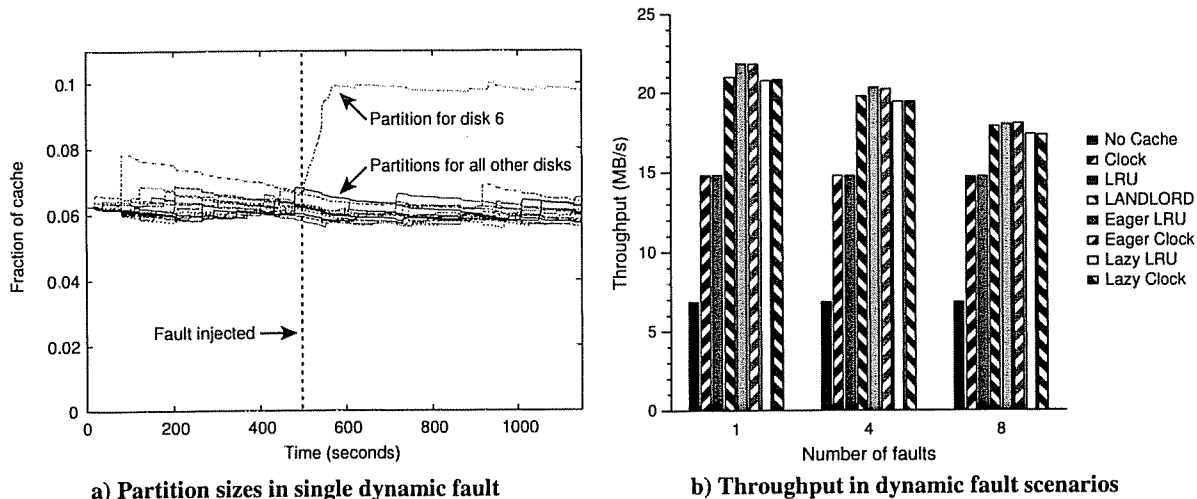 0.1
0.08
0.06
0.04
0.02
0
Fraction of cache
Partition for disk 6
Partitions for all other disks
Fault injected
0 200 400 600 800 1000
Time (seconds)
a) Partition sizes in single dynamic fault
25
20
15
10
5
0
Throughput (MB/s)
1 4 8
Number of faults
No Cache
Clock
LRU
LANDLORD
Eager LRU
Eager Clock
Lazy LRU
Lazy Clock
b) Throughput in dynamic fault scenarios